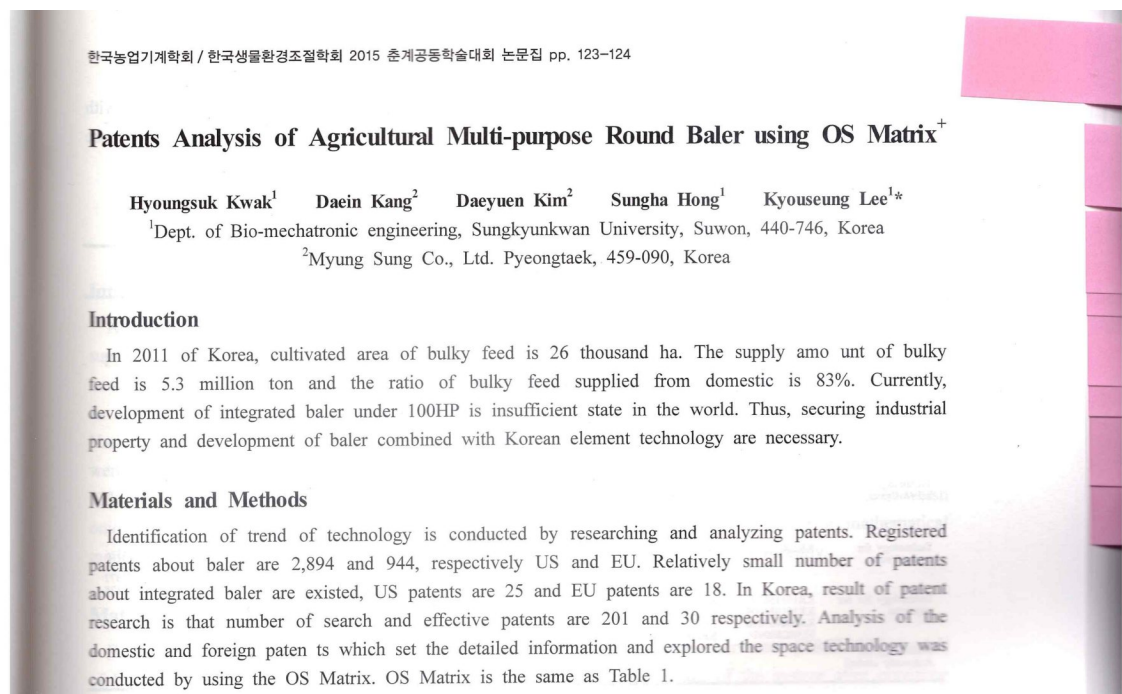 한국농업기계학회 / 한국생물환경조절학회 2015 춘계공동학술대회 논문집 pp. 123-124
Patents Analysis of Agricultural Multi-purpose Round Baler using OS Matrix+
Hyoungsuk Kwak1 Daein Kang2 Daeyuen Kim2 Sungha Hong1 Kyouseung Lee1*
1Dept. of Bio-mechatronic engineering, Sungkyunkwan University, Suwon, 440-746, Korea
2Myung Sung Co., Ltd. Pyeongtaek, 459-090, Korea
Introduction
In 2011 of Korea, cultivated area of bulky feed is 26 thousand ha. The supply amo unt of bulky
feed is 5.3 million ton and the ratio of bulky feed supplied from domestic is 83%. Currently,
development of integrated baler under 100HP is insufficient state in the world. Thus, securing industrial
property and development of baler combined with Korean element technology are necessary.
Materials and Methods
Identification of trend of technology is conducted by researching and analyzing patents. Registered
patents about baler are 2,894 and 944, respectively US and EU. Relatively small number of patents
about integrated baler are existed, US patents are 25 and EU patents are 18. In Korea, result of patent
research is that number of search and effective patents are 201 and 30 respectively. Analysis of the
domestic and foreign paten ts which set the detailed information and explored the space technology was
conducted by using the OS Matrix. OS Matrix is the same as Table 1.